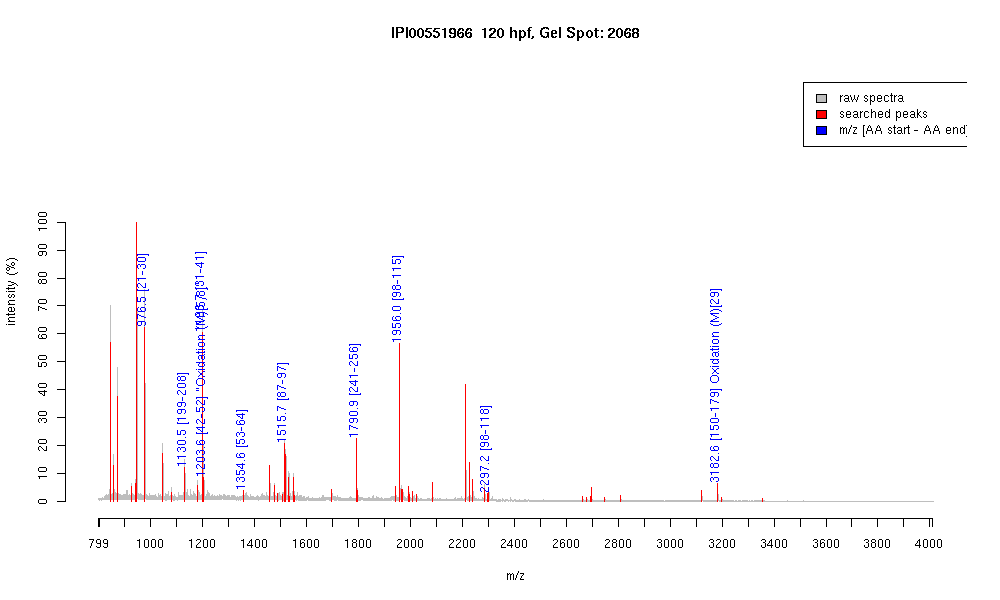 IPI00551966 120 hpf, Gel Spot: 2068
raw spectra
searched peaks
m/z [AA start - AA end]
intensity (%)
100
90
80
70
60
50
40
30
20
10
0
976.5 [21-30]
1130.5 [199-208]
1203.6 [42-52] "Oxidation (M)
[31-41]
1354.6 [53-64]
1515.7 [87-97]
1790.9 [241-256]
1956.0 [98-115]
2297.2 [98-118]
3182.6 [150-179] Oxidation (M)[29]
799 1000 1200 1400 1600 1800 2000 2200 2400 2600 2800 3000 3200 3400 3600 3800 4000
m/z